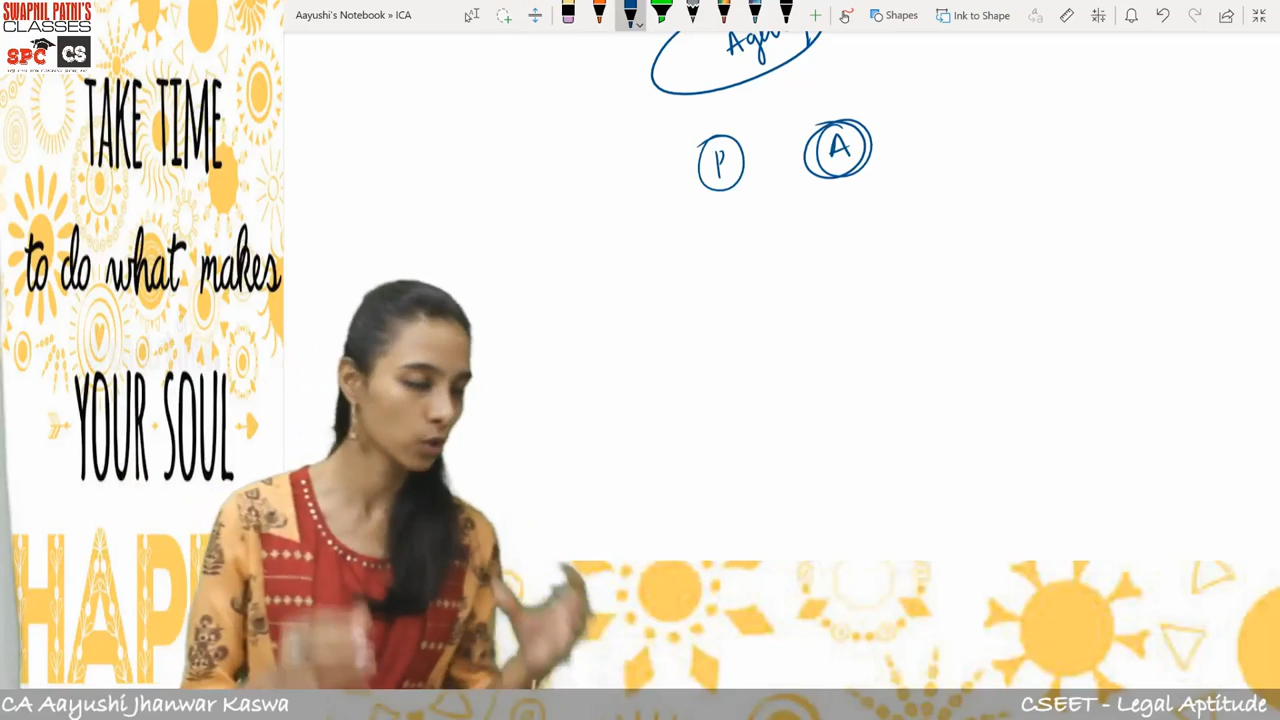 SWAPNIL PATNI'S
CLASSES
SPC CS
Aayushi's Notebook » ICA
Shapes
Ink to Shape
P A
TAKE TIME
to do what makes
YOUR SOUL
CA Aayushi Jhanwar Kaswa
CSEET - Legal Aptitude